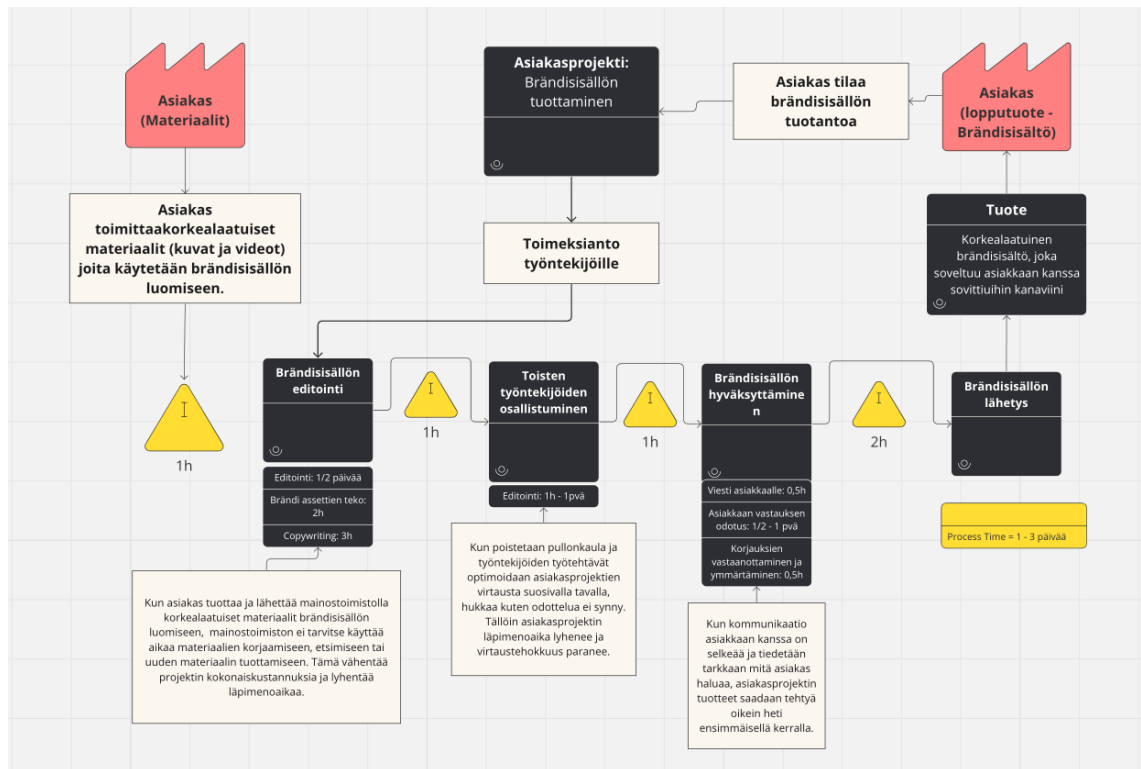 Asiakas
(Materiaalit)
Asiakas
toimittaakorkealaatuiset
materiaalit (kuvat ja videot)
joita käytetään brändisisällön
luomiseen.
1h
Asiakasprojekti:
Brändisisällön
tuottaminen
Asiakas tilaa
brändisisällön
tuotantoa
Asiakas
(lopputuote -
Brändisisältö)
Toimeksianto
työntekijöille
Tuote
Korkealaatuinen
brändisisältö, joka
soveltuu asiakkaan kanssa
sovittiuihin kanaviini
Brändisisällön
editointi
Editointi: 1/2 päivää
Brändi assettien teko:
2h
Copywriting: 3h
1h
Toisten
työntekijöiden
osallistuminen
Editointi: 1h - 1pvä
1h
Brändisisällön
hyväksyttämine
n
Viesti asiakkaalle: 0,5h
Asiakkaan vastauksen
odotus: 1/2 - 1 pvä
Korjauksien
vastaanottaminen ja
ymmärtäminen: 0,5h
2h
Brändisisällön
lähetys
Process Time = 1 - 3 päivää
Kun asiakas tuottaa ja lähettää mainostoimistolla
korkealaatuiset materiaalit brändisisällön
luomiseen, mainostoimiston ei tarvitse käyttää
aikaa materiaalien korjaamiseen, etsimiseen tai
uuden materiaalin tuottamiseen. Tämä vähentää
projektin kokonaiskustannuksia ja lyhentää
läpimenoaikaa.
Kun poistetaan pullonkaula ja
työntekijöiden työtehtävät
optimoidaan asiakasprojektien
virtausta suosivalla tavalla,
hukkaa kuten odottelua ei synny.
Tällöin asiakasprojektin
läpimenoaika lyhenee ja
virtaustehokkuus paranee.
Kun kommunikaatio
asiakkaan kanssa on
selkeää ja tiedetään
tarkkaan mitä asiakas
haluaa, asiakasprojektin
tuotteet saadaan tehtyä
oikein heti
ensimmäisellä kerralla.